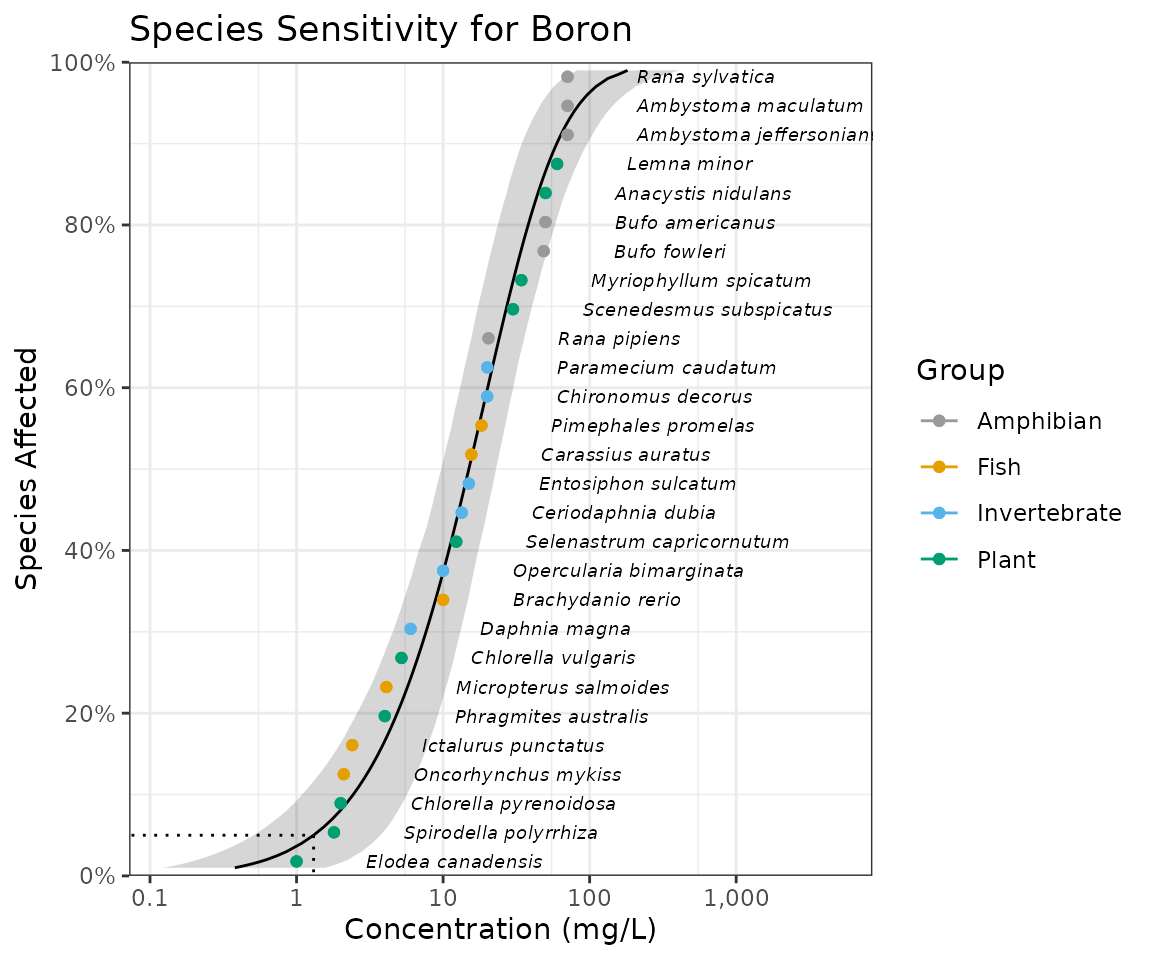 Species Sensitivity for Boron
Species Affected
100%
80%
60%
40%
20%
0%
Rana sylvatica
Ambystoma maculatum
Ambystoma jeffersonian
Lemna minor
Anacystis nidulans
Bufo americanus
Bufo fowleri
Myriophyllum spicatum
Scenedesmus subspicatus
Rana pipiens
Paramecium caudatum
Chironomus decorus
Pimephales promelas
Carassius auratus
Entosiphon sulcatum
Ceriodaphnia dubia
Selenastrum capricornutum
Opercularia bimarginata
Brachydanio rerio
Daphnia magna
Chlorella vulgaris
Micropterus salmoides
Phragmites australis
Ictalurus punctatus
Oncorhynchus mykiss
Chlorella pyrenoidosa
Spirodella polyrrhiza
Elodea canadensis
0.1 1 10 100 1,000
Concentration (mg/L)
Group
Amphibian
Fish
Invertebrate
Plant